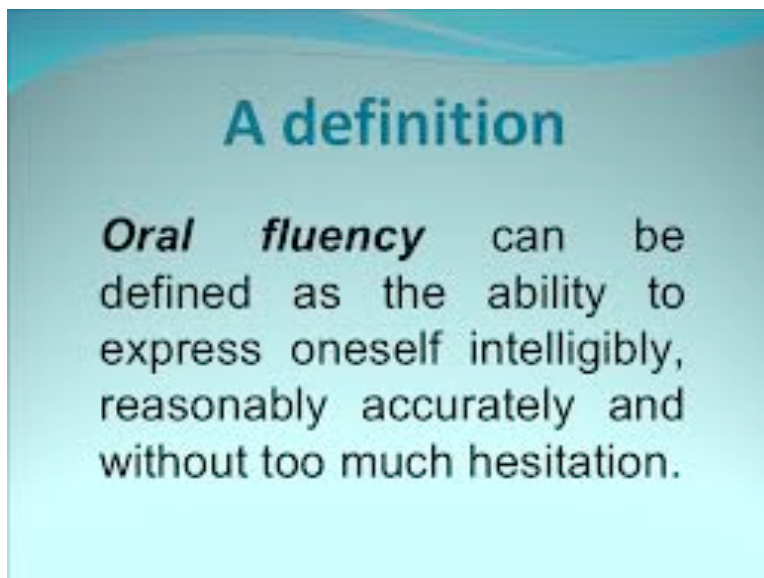 A definition
Oral fluency can be
defined as the ability to
express oneself intelligibly,
reasonably accurately and
without too much hesitation.